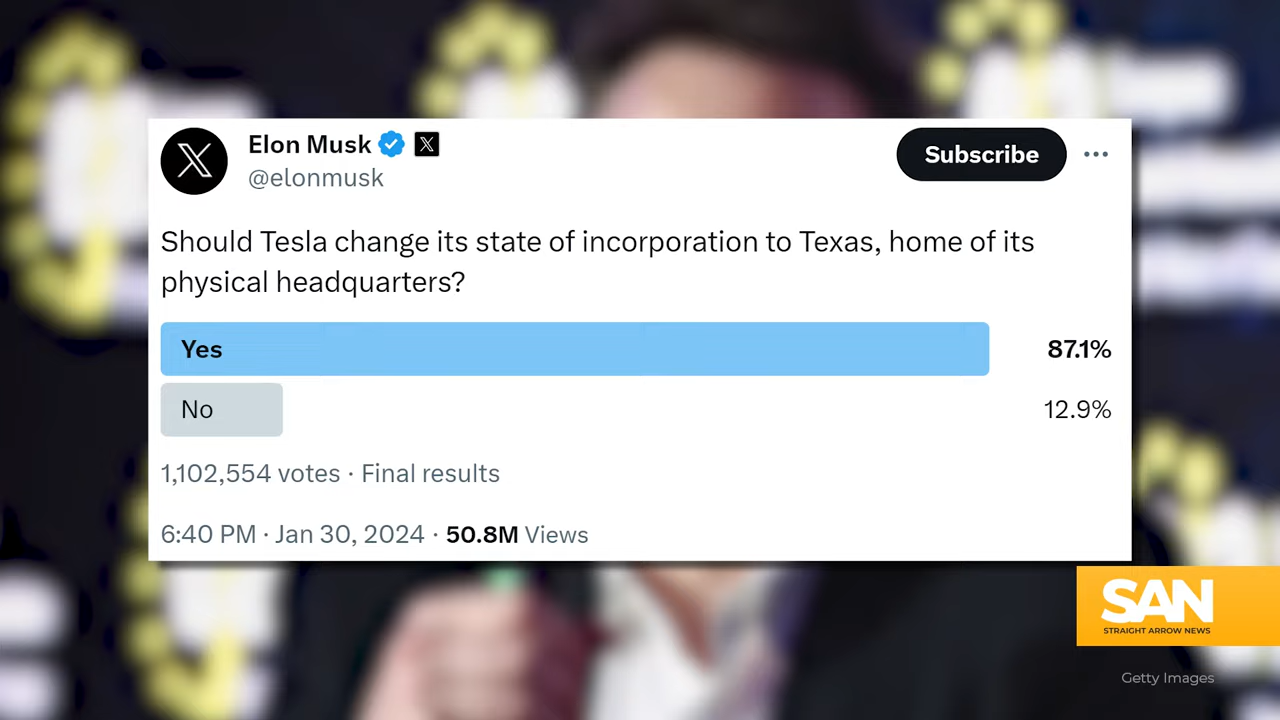 Elon Musk
@elonmusk
Subscribe
Should Tesla change its state of incorporation to Texas, home of its
physical headquarters?
Yes 87.1%
No 12.9%
1,102,554 votes · Final results
6:40 PM · Jan 30, 2024 · 50.8M Views
SAN
STRAIGHT ARROW NEWS
Getty Images